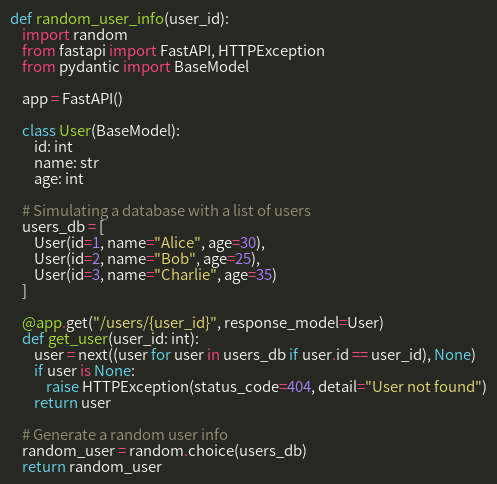 def random_user_info(user_id):
    import random
    from fastapi import FastAPI, HTTPException
    from pydantic import BaseModel

    app = FastAPI()

    class User(BaseModel):
        id: int
        name: str
        age: int

    # Simulating a database with a list of users
    users_db = [
        User(id=1, name="Alice", age=30),
        User(id=2, name="Bob", age=25),
        User(id=3, name="Charlie", age=35)
    ]

    @app.get("/users/{user_id}", response_model=User)
    def get_user(user_id: int):
        user = next((user for user in users_db if user.id == user_id), None)
        if user is None:
            raise HTTPException(status_code=404, detail="User not found")
        return user

    # Generate a random user info
    random_user = random.choice(users_db)
    return random_user